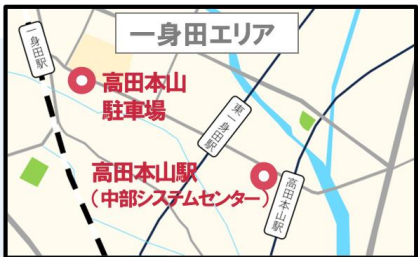 一身田エリア
一身田駅
高田本山
駐車場
東一身田駅
高田本山駅
（中部システムセンター）
高田本山駅